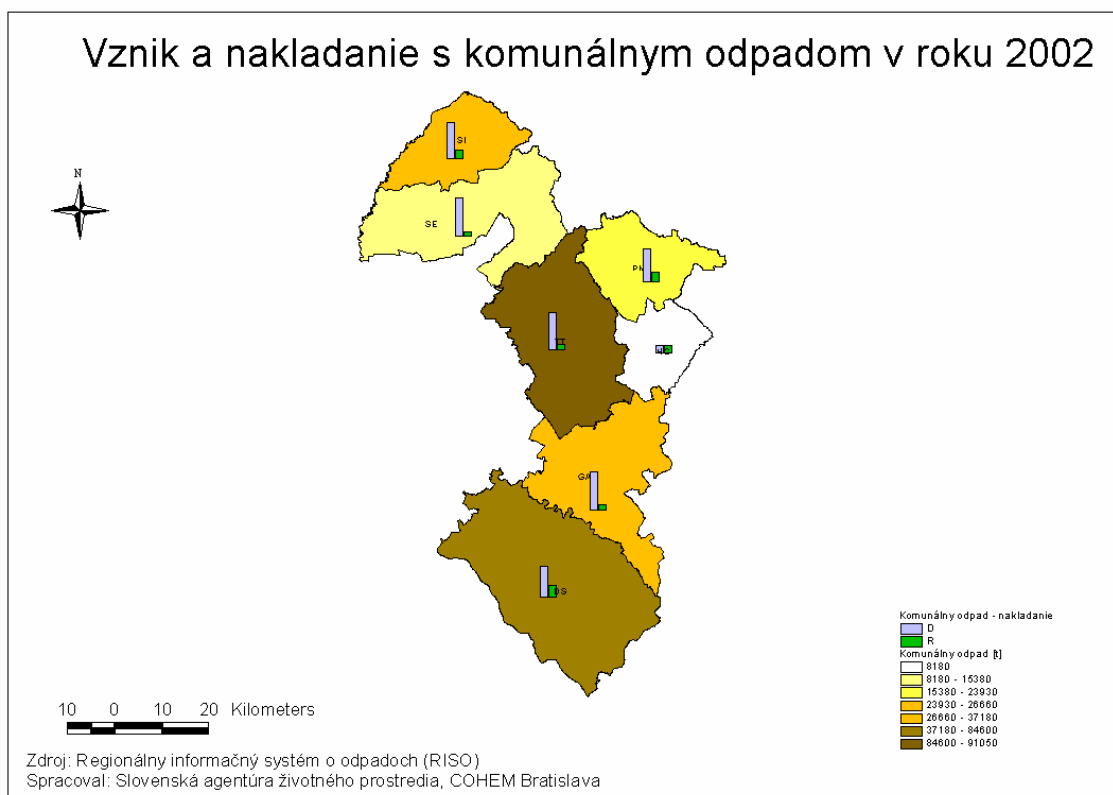 Vznik a nakladanie s komunálnym odpadom v roku 2002
N
SI
SE
GA
DS
Komunálny odpad - nakladanie
D
R
Komunálny odpad [t]
8180
8180 - 15380
15380 - 23930
23930 - 26660
26660 - 37180
37180 - 84600
84600 - 91050
10 0 10 20 Kilometers
Zdroj: Regionálny informačný systém o odpadoch (RISO)
Spracoval: Slovenská agentúra životného prostredia, COHEM Bratislava